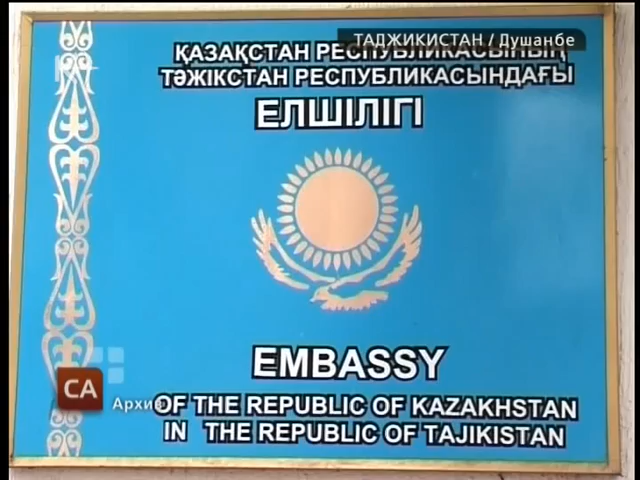 ТАДЖИКИСТАН / Душанбе
ҚАЗАҚСТАН РЕСПУБЛИКАСЫНЫҢ
ТӘЖІКСТАН РЕСПУБЛИКАСЫНДАҒЫ
ЕЛШІЛІГІ
EMBASSY
OF THE REPUBLIC OF KAZAKHSTAN
IN THE REPUBLIC OF TAJIKISTAN
СА
Архив